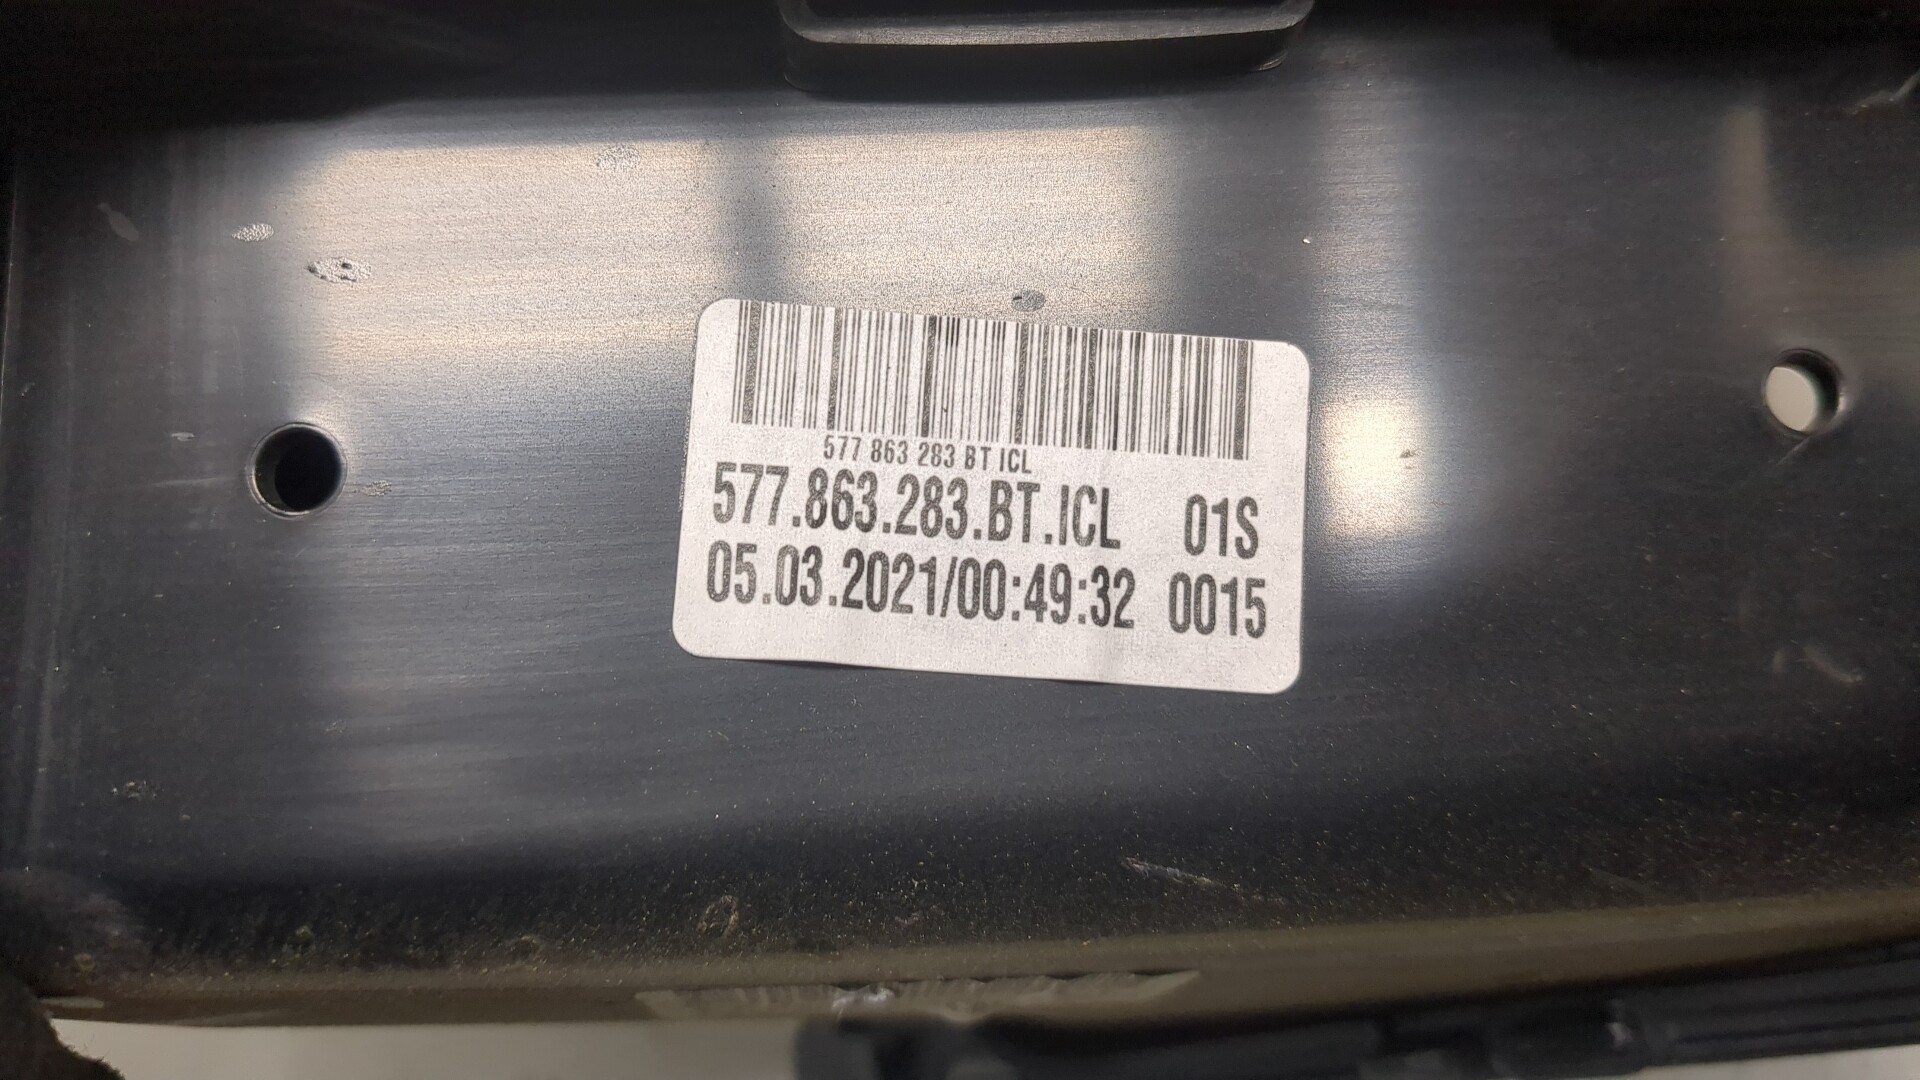 577 863 283 BT ICL
577.863.283.BT.ICL 01S
05.03.2021/00:49:32 0015